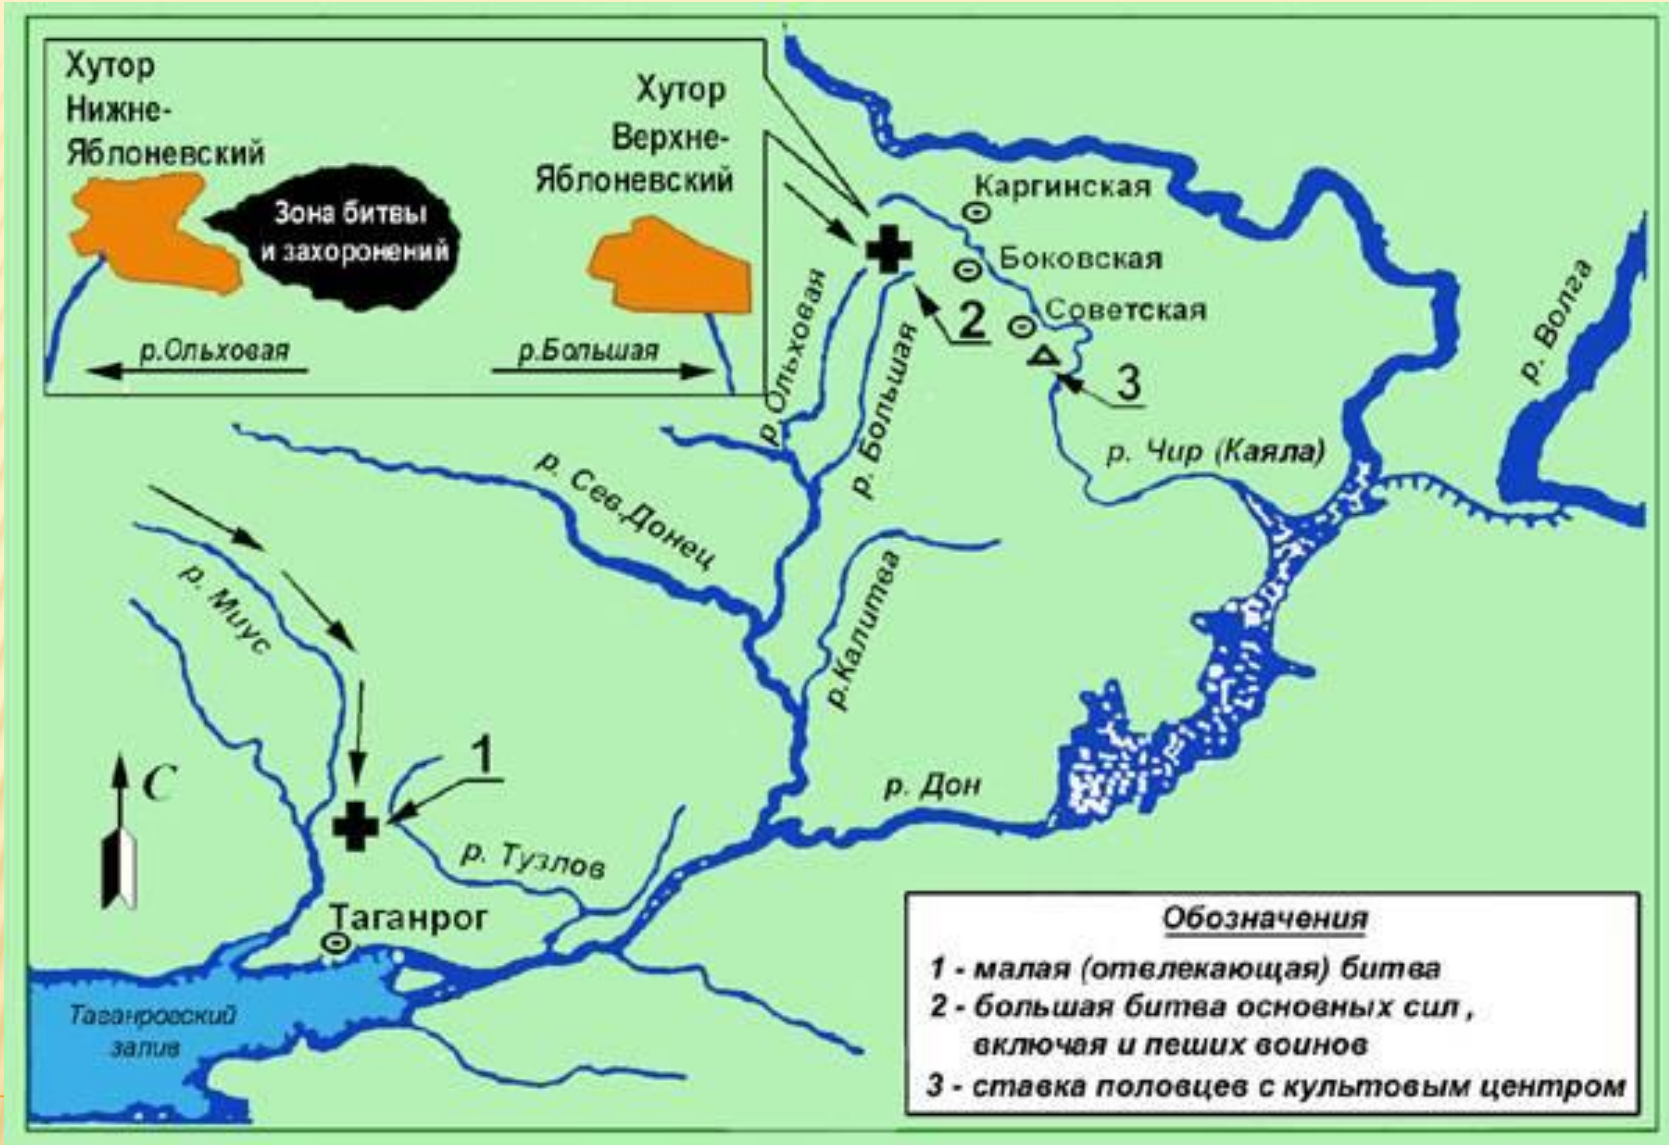 Хутор
Нижне-
Яблоневский
Хутор
Верхне-
Яблоневский
Зона битвы
и захоронений
р.Ольховая
р.Большая
Каргинская
Боковская
Советская
2
3
р. Ольховая
р. Большая
р. Волга
р. Чир (Каяла)
р. Сев.Донец
р. Миус
р.Калитва
С
1
р. Дон
р. Тузлов
Таганрог
Таганровский
залив
Обозначения
1 - малая (отвлекающая) битва
2 - большая битва основных сил ,
включая и пеших воинов
3 - ставка половцев с культовым центром